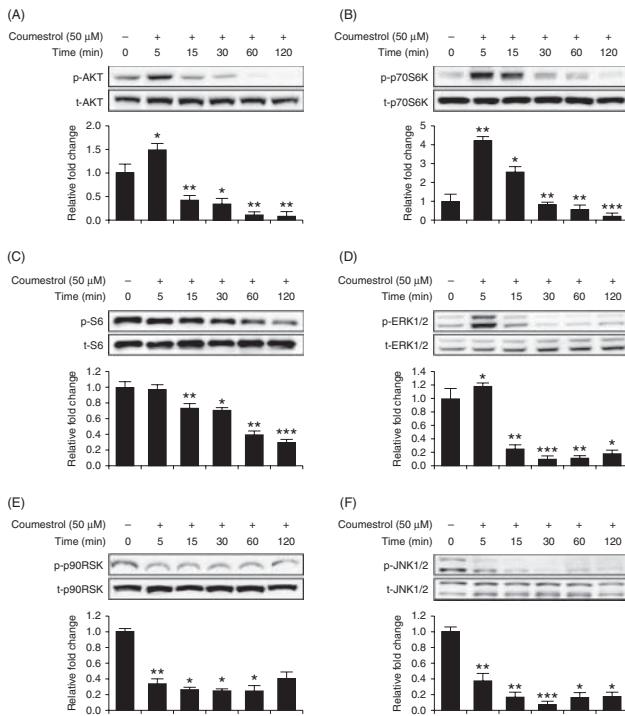 (A)
Coumestrol (50 µM) – + + + + +
Time (min) 0 5 15 30 60 120
p-AKT
t-AKT
Relative fold change
2.0
1.5
1.0
0.5
0.0
*
**
*
**
**
(B)
Coumestrol (50 µM) – + + + + +
Time (min) 0 5 15 30 60 120
p-p70S6K
t-p70S6K
Relative fold change
5
4
3
2
1
0
**
*
**
**
***
(C)
Coumestrol (50 µM) – + + + + +
Time (min) 0 5 15 30 60 120
p-S6
t-S6
Relative fold change
1.2
1.0
0.8
0.6
0.4
0.2
0.0
**
*
**
***
(D)
Coumestrol (50 µM) – + + + + +
Time (min) 0 5 15 30 60 120
p-ERK1/2
t-ERK1/2
Relative fold change
1.4
1.2
1.0
0.8
0.6
0.4
0.2
0.0
*
**
***
**
*
(E)
Coumestrol (50 µM) – + + + + +
Time (min) 0 5 15 30 60 120
p-p90RSK
t-p90RSK
Relative fold change
1.2
1.0
0.8
0.6
0.4
0.2
0.0
**
*
*
*
(F)
Coumestrol (50 µM) – + + + + +
Time (min) 0 5 15 30 60 120
p-JNK1/2
t-JNK1/2
Relative fold change
1.2
1.0
0.8
0.6
0.4
0.2
0.0
**
**
***
*
*